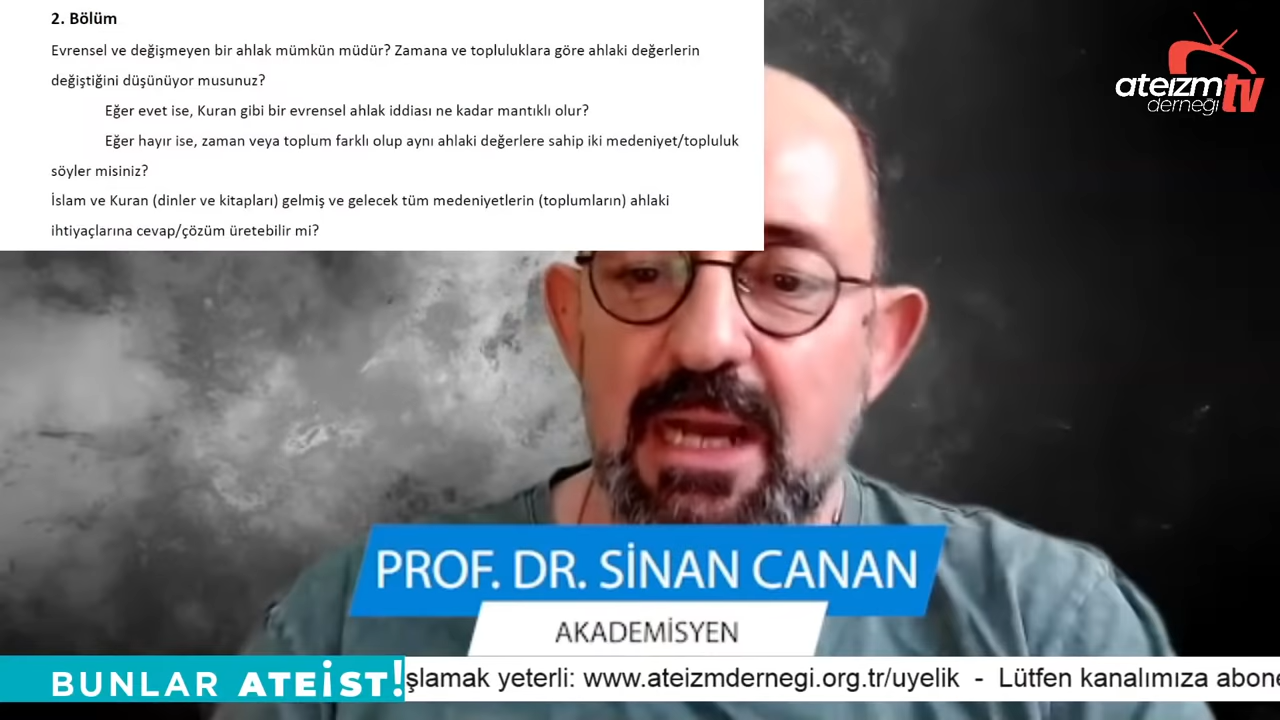 2. Bölüm
Evrensel ve değişmeyen bir ahlak mümkün müdür? Zamana ve topluluklara göre ahlaki değerlerin
değiştiğini düşünüyor musunuz?
Eğer evet ise, Kuran gibi bir evrensel ahlak iddiası ne kadar mantıklı olur?
Eğer hayır ise, zaman veya toplum farklı olup aynı ahlaki değerlere sahip iki medeniyet/topluluk
söyler misiniz?
İslam ve Kuran (dinler ve kitapları) gelmiş ve gelecek tüm medeniyetlerin (toplumların) ahlaki
ihtiyaçlarına cevap/çözüm üretebilir mi?
ateizm tv
derneği
PROF. DR. SİNAN CANAN
AKADEMİSYEN
BUNLAR ATEİST!
şlamak yeterli: www.ateizmdernegi.org.tr/uyelik - Lütfen kanalımıza abone